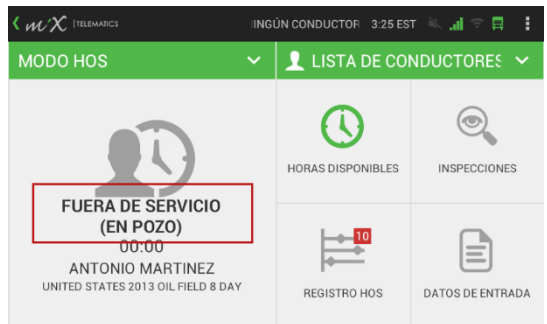 mix TELEMATICS
INGÚN CONDUCTOR 3:25 EST
MODO HOS
LISTA DE CONDUCTORES
HORAS DISPONIBLES
INSPECCIONES
FUERA DE SERVICIO
(EN POZO)
00:00
ANTONIO MARTINEZ
UNITED STATES 2013 OIL FIELD 8 DAY
10
REGISTRO HOS
DATOS DE ENTRADA